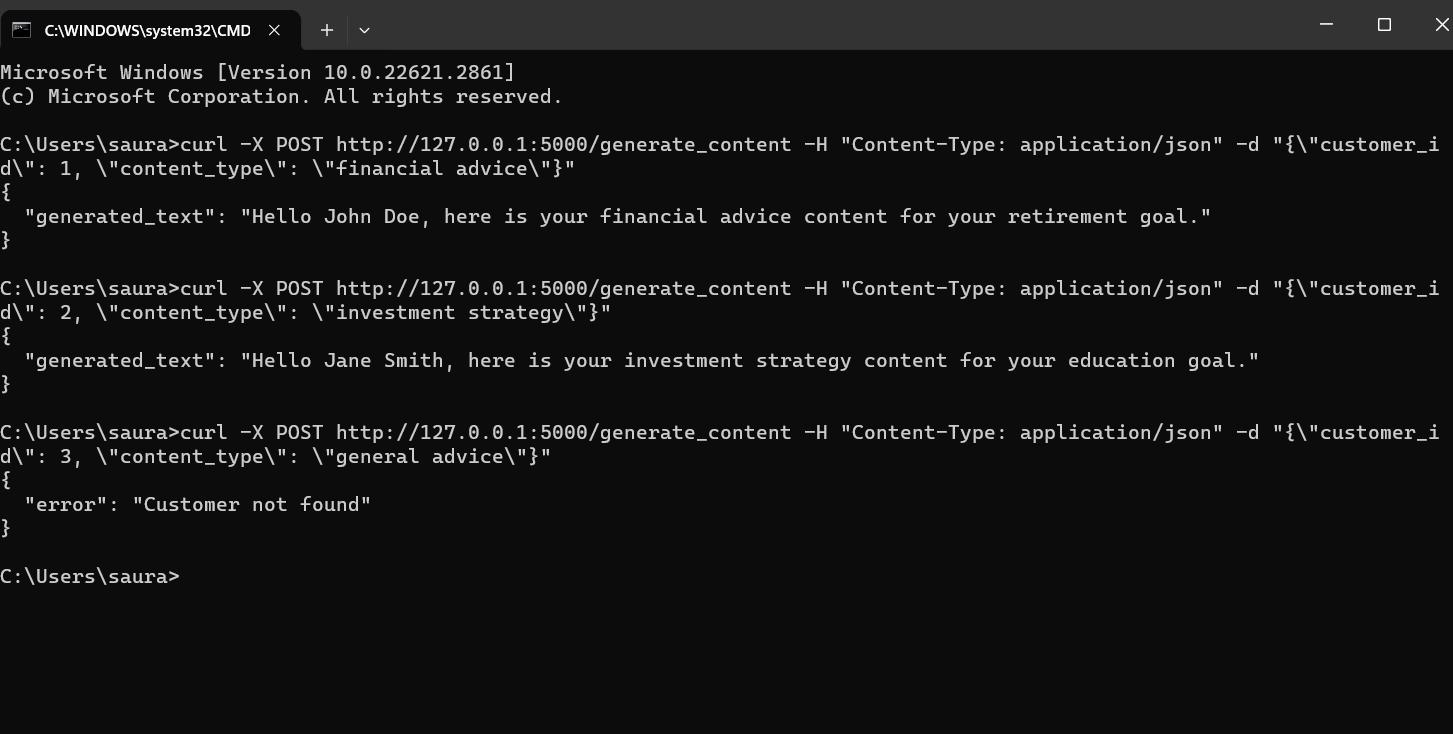 C:\WINDOWS\system32\CMD
Microsoft Windows [Version 10.0.22621.2861]
(c) Microsoft Corporation. All rights reserved.
C:\Users\saura>curl -X POST http://127.0.0.1:5000/generate_content -H "Content-Type: application/json" -d "{\"customer_i
d\": 1, \"content_type\": \"financial advice\"}"
{
  "generated_text": "Hello John Doe, here is your financial advice content for your retirement goal."
}
C:\Users\saura>curl -X POST http://127.0.0.1:5000/generate_content -H "Content-Type: application/json" -d "{\"customer_i
d\": 2, \"content_type\": \"investment strategy\"}"
{
  "generated_text": "Hello Jane Smith, here is your investment strategy content for your education goal."
}
C:\Users\saura>curl -X POST http://127.0.0.1:5000/generate_content -H "Content-Type: application/json" -d "{\"customer_i
d\": 3, \"content_type\": \"general advice\"}"
{
  "error": "Customer not found"
}
C:\Users\saura>